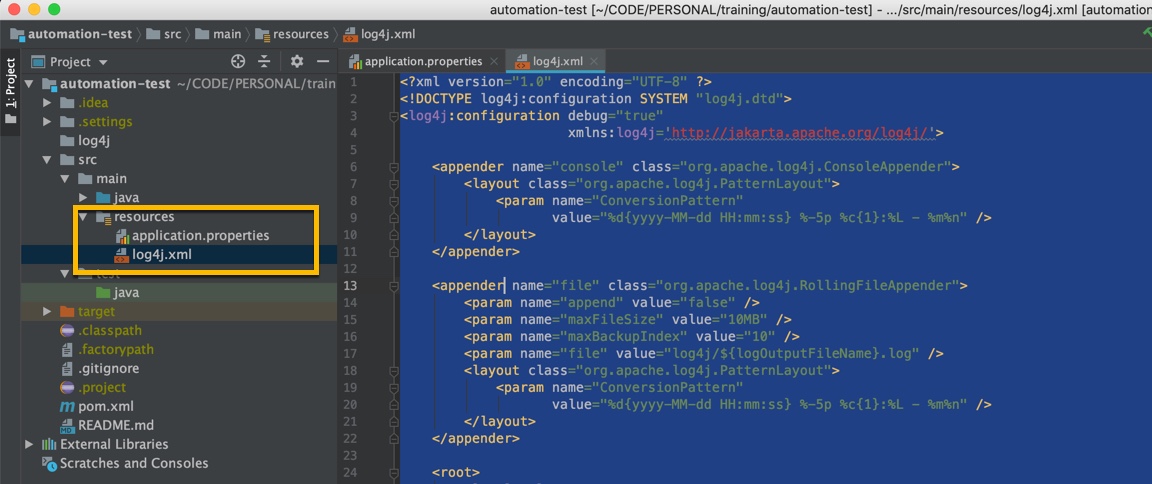 automation-test [~/CODE/PERSONAL/training/automation-test] - .../src/main/resources/log4j.xml [automation
automation-test src main resources log4j.xml
1: Project
Project
automation-test ~/CODE/PERSONAL/train
.idea
.settings
log4j
src
main
java
resources
application.properties
log4j.xml
test
java
target
.classpath
.factorypath
.gitignore
.project
pom.xml
README.md
External Libraries
Scratches and Consoles
application.properties log4j.xml
1 <?xml version="1.0" encoding="UTF-8" ?>
2 <!DOCTYPE log4j:configuration SYSTEM "log4j.dtd">
3 <log4j:configuration debug="true"
4 xmlns:log4j='http://jakarta.apache.org/log4j/'>
5
6 <appender name="console" class="org.apache.log4j.ConsoleAppender">
7 <layout class="org.apache.log4j.PatternLayout">
8 <param name="ConversionPattern"
9 value="%d{yyyy-MM-dd HH:mm:ss} %-5p %c{1}:%L - %m%n" />
10 </layout>
11 </appender>
12
13 <appender name="file" class="org.apache.log4j.RollingFileAppender">
14 <param name="append" value="false" />
15 <param name="maxFileSize" value="10MB" />
16 <param name="maxBackupIndex" value="10" />
17 <param name="file" value="log4j/${logOutputFileName}.log" />
18 <layout class="org.apache.log4j.PatternLayout">
19 <param name="ConversionPattern"
20 value="%d{yyyy-MM-dd HH:mm:ss} %-5p %c{1}:%L - %m%n" />
21 </layout>
22 </appender>
23
24 <root>